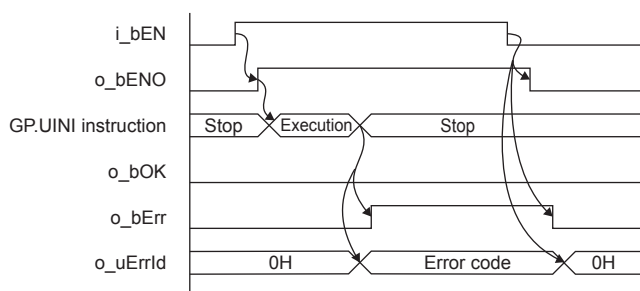 i_bEN
o_bENO
GP.UINI instruction Stop Execution Stop
o_bOK
o_bErr
o_uErrId 0H Error code 0H